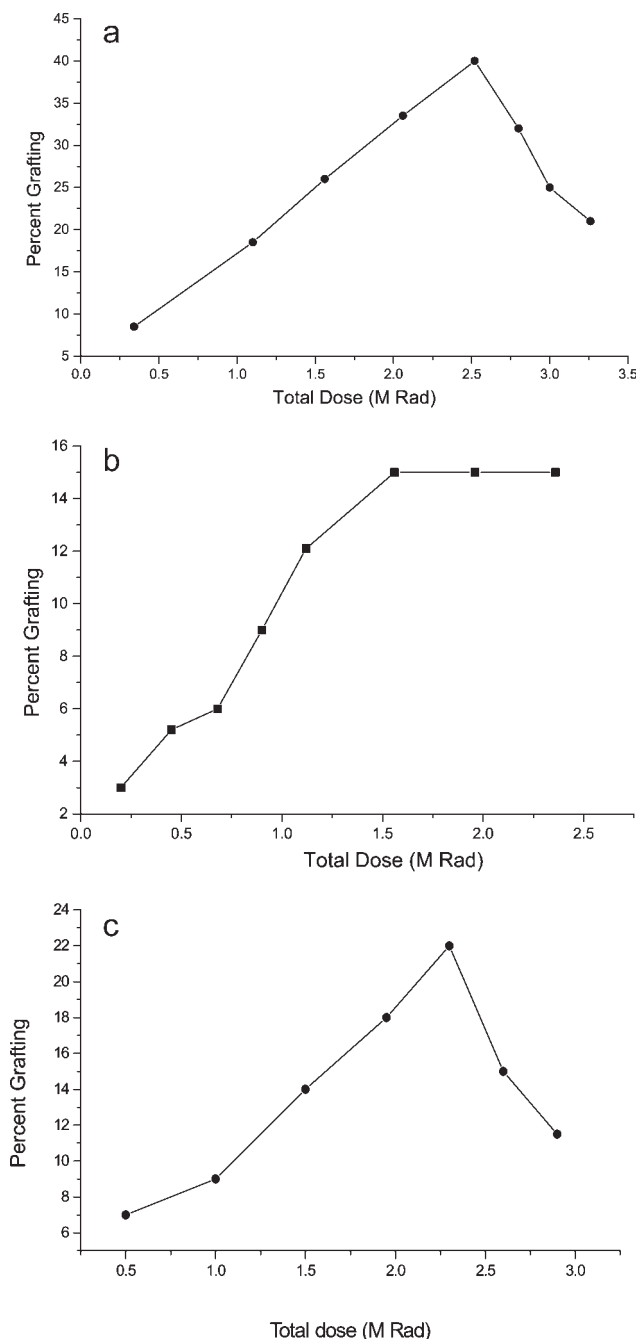 a
45
40
35
30
25
20
15
10
5
0.0 0.5 1.0 1.5 2.0 2.5 3.0 3.5
Percent Grafting
Total Dose (M Rad)
b
16
14
12
10
8
6
4
2
0.0 0.5 1.0 1.5 2.0 2.5
Percent Grafting
Total Dose (M Rad)
c
24
22
20
18
16
14
12
10
8
6
0.5 1.0 1.5 2.0 2.5 3.0
Percent Grafting
Total dose (M Rad)